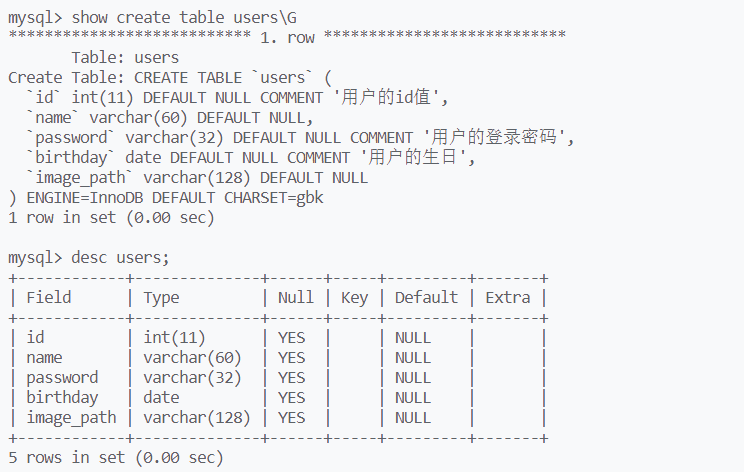 mysql> show create table users\G
*************************** 1. row ***************************
       Table: users
Create Table: CREATE TABLE `users` (
  `id` int(11) DEFAULT NULL COMMENT '用户的id值',
  `name` varchar(60) DEFAULT NULL,
  `password` varchar(32) DEFAULT NULL COMMENT '用户的登录密码',
  `birthday` date DEFAULT NULL COMMENT '用户的生日',
  `image_path` varchar(128) DEFAULT NULL
) ENGINE=InnoDB DEFAULT CHARSET=gbk
1 row in set (0.00 sec)

mysql> desc users;
+------------+--------------+------+-----+---------+-------+
| Field      | Type         | Null | Key | Default | Extra |
+------------+--------------+------+-----+---------+-------+
| id         | int(11)      | YES  |     | NULL    |       |
| name       | varchar(60)  | YES  |     | NULL    |       |
| password   | varchar(32)  | YES  |     | NULL    |       |
| birthday   | date         | YES  |     | NULL    |       |
| image_path | varchar(128) | YES  |     | NULL    |       |
+------------+--------------+------+-----+---------+-------+
5 rows in set (0.00 sec)